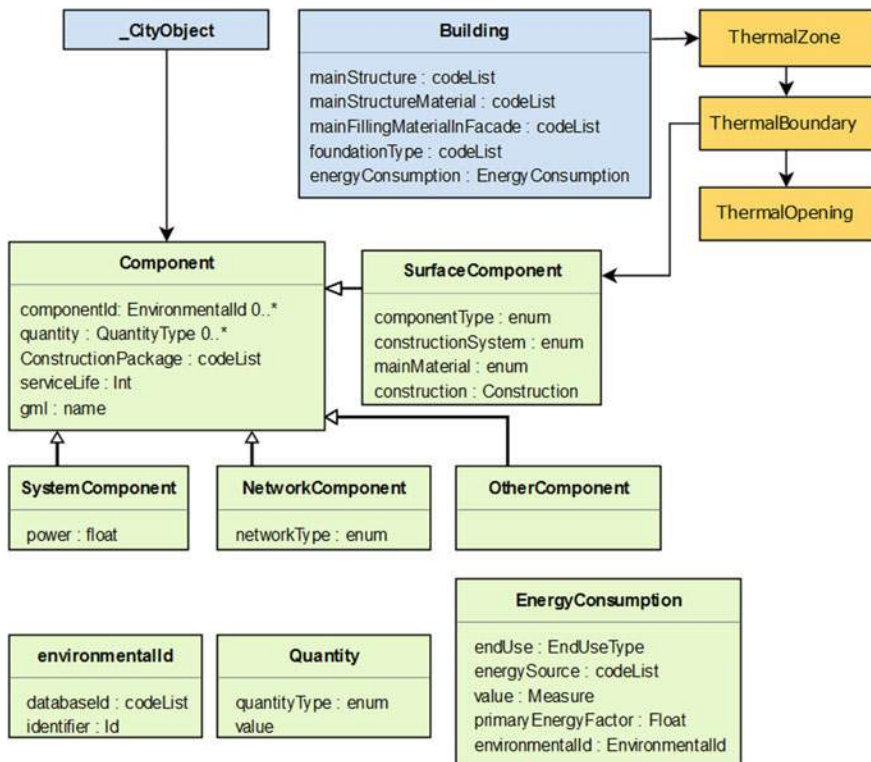 _CityObject
Building
mainStructure : codeList
mainStructureMaterial : codeList
mainFillingMaterialInFacade : codeList
foundationType : codeList
energyConsumption : EnergyConsumption
ThermalZone
ThermalBoundary
ThermalOpening
Component
componentId: EnvironmentalId 0..*
quantity : QuantityType 0..*
ConstructionPackage : codeList
serviceLife : Int
gml : name
SurfaceComponent
componentType : enum
constructionSystem : enum
mainMaterial : enum
construction : Construction
SystemComponent
power : float
NetworkComponent
networkType : enum
OtherComponent
environmentalId
databaseId : codeList
identifier : Id
Quantity
quantityType : enum
value
EnergyConsumption
endUse : EndUseType
energySource : codeList
value : Measure
primaryEnergyFactor : Float
environmentalId : EnvironmentalId